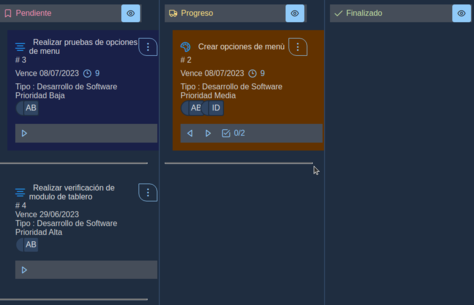 Pendiente
Realizar pruebas de opciones
de menu
# 3
Vence 08/07/2023 9
Tipo : Desarrollo de Software
Prioridad Baja
AB
Realizar verificación de
modulo de tablero
# 4
Vence 29/06/2023
Tipo : Desarrollo de Software
Prioridad Alta
AB
Progreso
Crear opciones de menú
# 2
Vence 08/07/2023 9
Tipo : Desarrollo de Software
Prioridad Media
AB ID
0/2
Finalizado